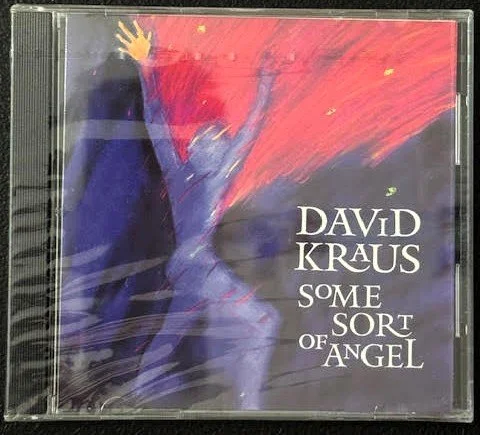 DAViD
KRAUS
SOME
SORT
OF ANGEL